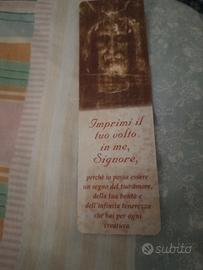 Imprimi il
tuo volto
in me,
Signore,
perché io possa essere
un segno del tuo amore,
della tua bontà e
dell'infinita tenerezza
che hai per ogni
creatura.
subito